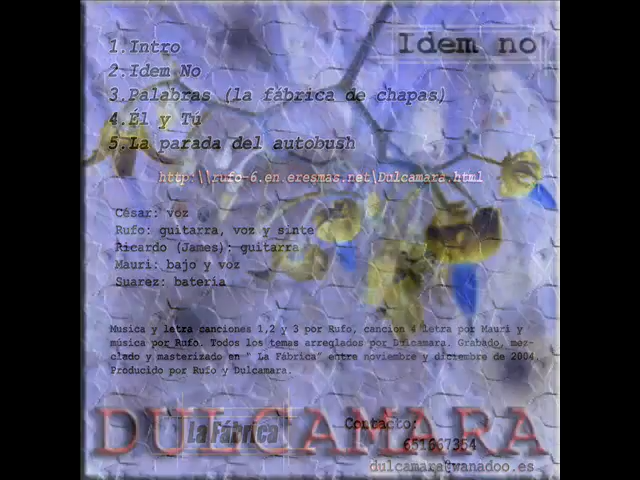 Idem no
1.Intro
2.Idem No
3.Palabras (la fábrica de chapas)
4.Él y Tú
5.La parada del autobush
http:\\rufo-6.en.eresmas.net\Dulcamara.html
César: voz
Rufo: guitarra, voz y sinte
Ricardo (James): guitarra
Mauri: bajo y voz
Suarez: batería
Musica y letra canciones 1,2 y 3 por Rufo, cancion 4 letra por Mauri y
música por Rufo. Todos los temas arreglados por Dulcamara. Grabado, mez-
clado y masterizado en " La Fábrica" entre noviembre y diciembre de 2004.
Producido por Rufo y Dulcamara.
DULCAMARA
La Fábrica
Contacto:
651667354
dulcamara@wanadoo.es